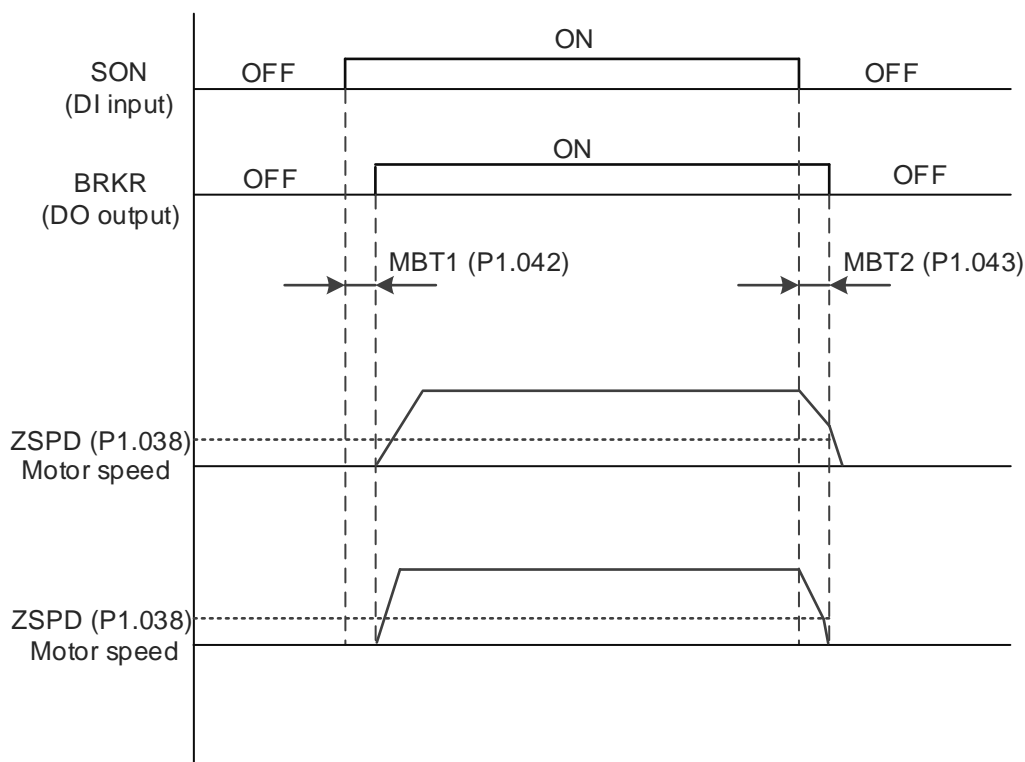 ON
SON
(DI input)
OFF
OFF
ON
BRKR
(DO output)
OFF
OFF
MBT1 (P1.042)
MBT2 (P1.043)
ZSPD (P1.038)
Motor speed
ZSPD (P1.038)
Motor speed